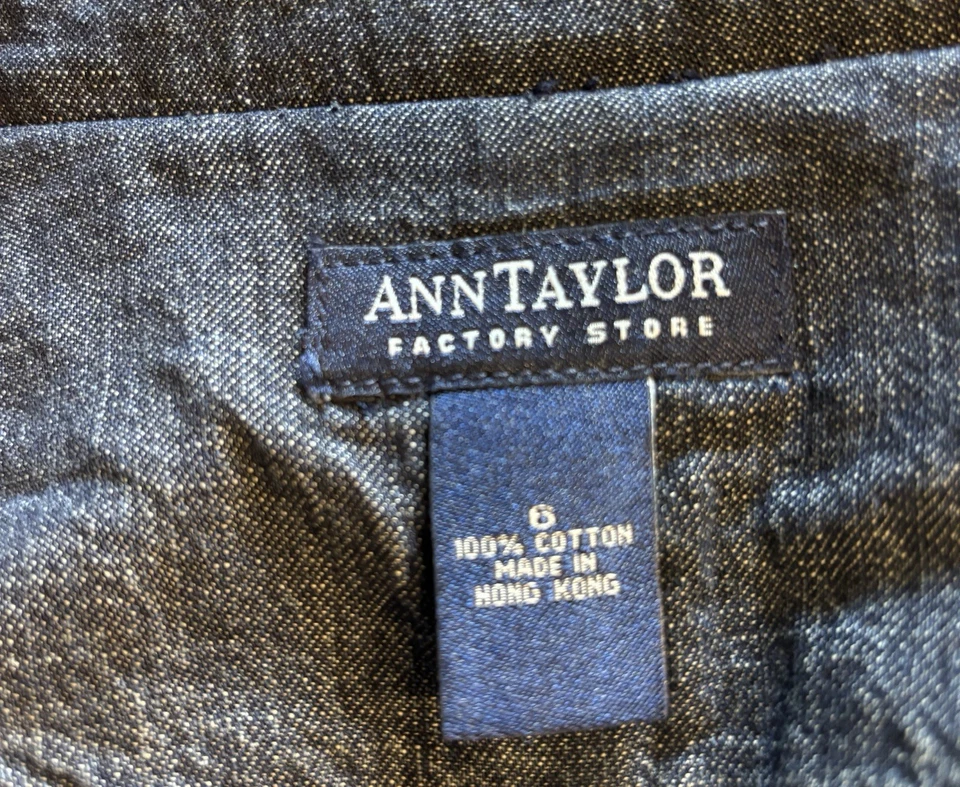 ANNTAYLOR
FACTORY STORE
6
100% COTTON
MADE IN
HONG KONG